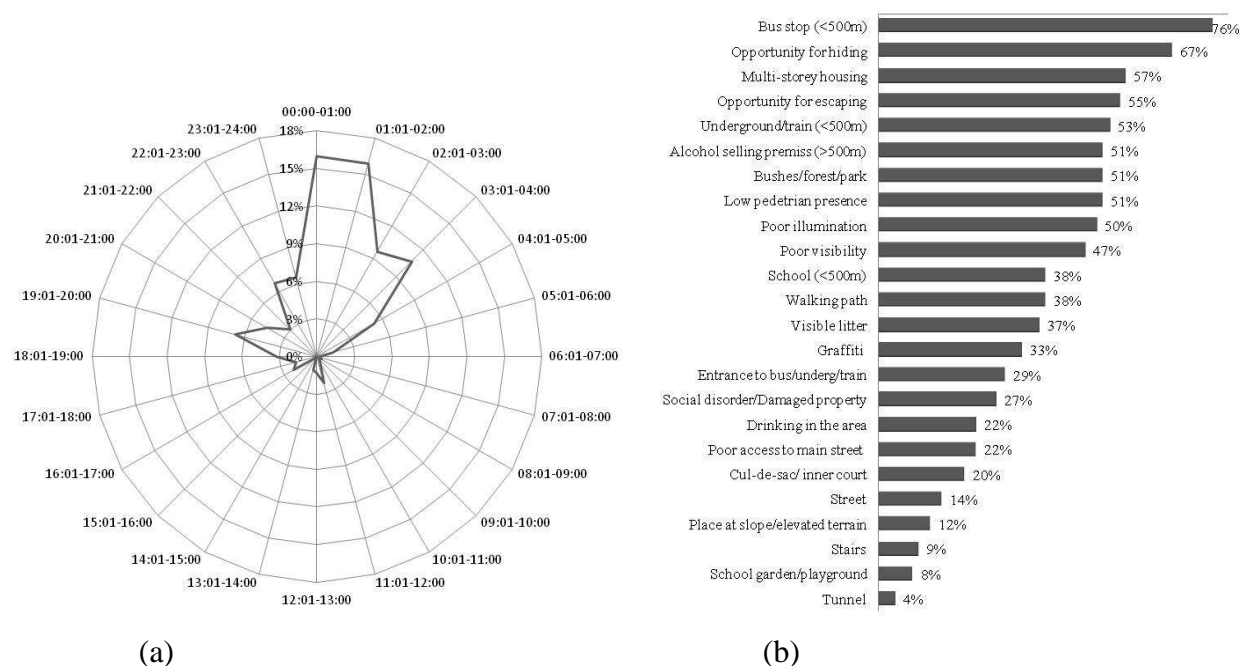 00:00-01:00
01:01-02:00
02:01-03:00
03:01-04:00
04:01-05:00
05:01-06:00
06:01-07:00
07:01-08:00
08:01-09:00
09:01-10:00
10:01-11:00
11:01-12:00
12:01-13:00
13:01-14:00
14:01-15:00
15:01-16:00
16:01-17:00
17:01-18:00
18:01-19:00
19:01-20:00
20:01-21:00
21:01-22:00
22:01-23:00
23:01-24:00
18%
15%
12%
9%
6%
3%
0%
(a)
Bus stop (<500m) 76%
Opportunity for hiding 67%
Multi-storey housing 57%
Opportunity for escaping 55%
Underground/train (<500m) 53%
Alcohol selling premiss (>500m) 51%
Bushes/forest/park 51%
Low pedetrian presence 51%
Poor illumination 50%
Poor visibility 47%
School (<500m) 38%
Walking path 38%
Visible litter 37%
Graffiti 33%
Entrance to bus/underg/train 29%
Social disorder/Damaged property 27%
Drinking in the area 22%
Poor access to main street 22%
Cul-de-sac/ inner court 20%
Street 14%
Place at slope/elevated terrain 12%
Stairs 9%
School garden/playground 8%
Tunnel 4%
(b)